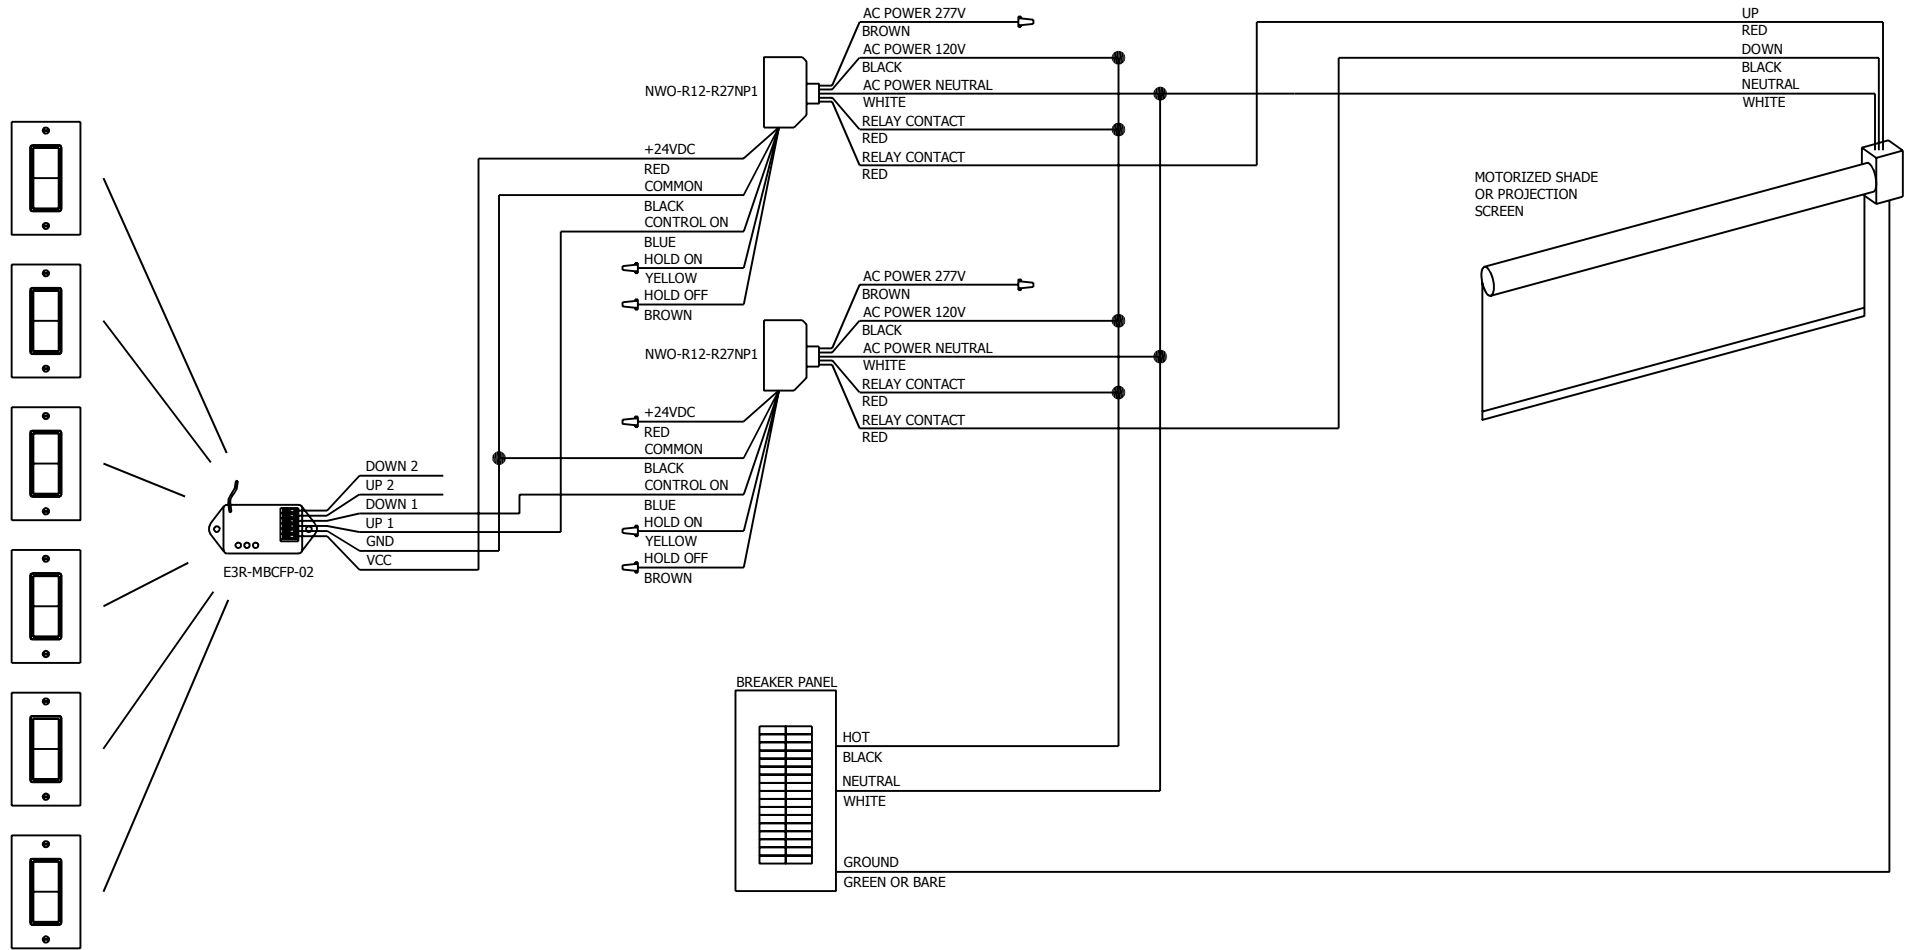 AC POWER 277V
BROWN
AC POWER 120V
BLACK
AC POWER NEUTRAL
WHITE
RELAY CONTACT
RED
RELAY CONTACT
RED
UP
RED
DOWN
BLACK
NEUTRAL
WHITE
NWO-R12-R27NP1
+24VDC
RED
COMMON
BLACK
CONTROL ON
BLUE
HOLD ON
YELLOW
HOLD OFF
BROWN
MOTORIZED SHADE
OR PROJECTION
SCREEN
AC POWER 277V
BROWN
AC POWER 120V
BLACK
AC POWER NEUTRAL
WHITE
RELAY CONTACT
RED
RELAY CONTACT
RED
NWO-R12-R27NP1
+24VDC
RED
COMMON
BLACK
CONTROL ON
BLUE
HOLD ON
YELLOW
HOLD OFF
BROWN
DOWN 2
UP 2
DOWN 1
UP 1
GND
VCC
E3R-MBCFP-02
BREAKER PANEL
HOT
BLACK
NEUTRAL
WHITE
GROUND
GREEN OR BARE